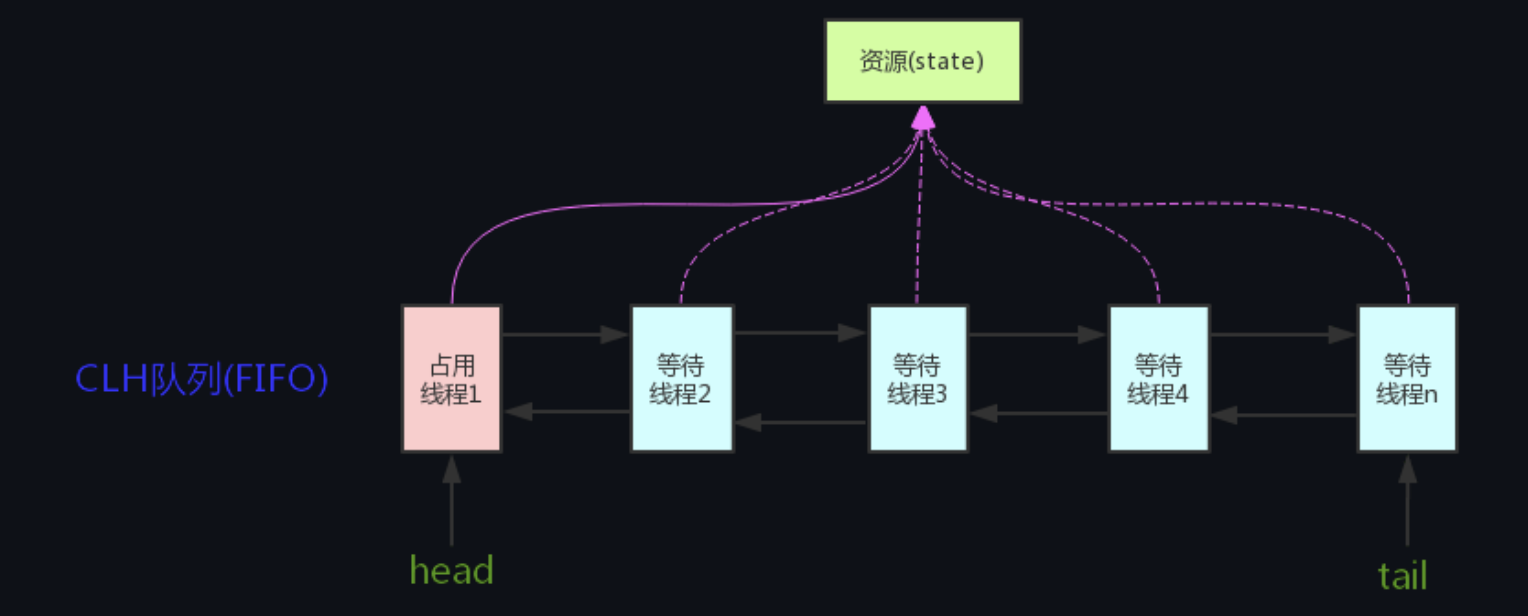 资源(state)
CLH队列(FIFO)
占用
线程1
等待
线程2
等待
线程3
等待
线程4
等待
线程n
head
tail